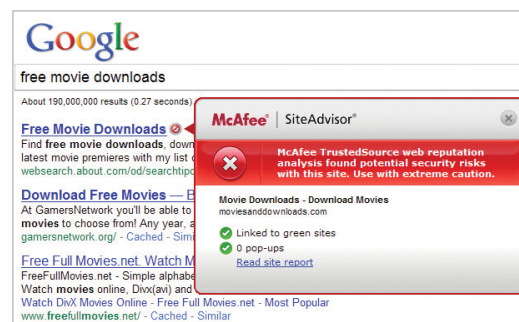 Google
free movie downloads
About 190,000,000 results (0.27 seconds)
Free Movie Downloads
Find free movie downloads, down
latest movie premieres with my list
websearch.about.com/od/searchtip
Download Free Movies — B
At GamersNetwork you'll be able to
movies to choose from! Any year, a
gamersnetwork.org/ - Cached - Simi
Free Full Movies.net. Watch M
FreeFullMovies.net - Simple alphabe
Watch movies online, Divx(avi) and
Watch DivX Movies Online - Free Full Movies.net - Most Popular
www.freefullmovies.net/ - Cached - Similar
McAfee | SiteAdvisor®
McAfee TrustedSource web reputation
analysis found potential security risks
with this site. Use with extreme caution.
Movie Downloads - Download Movies
moviesanddownloads.com
Linked to green sites
0 pop-ups
Read site report